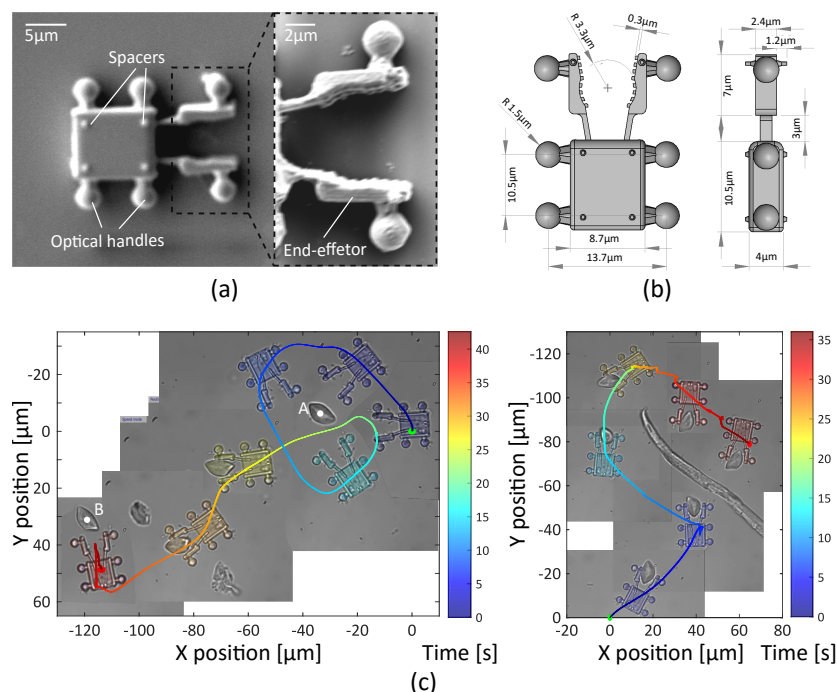 5µm
Spacers
Optical handles
2µm
End-effetor
(a)
R 3.3µm
0.3µm
2.4µm
1.2µm
R 1.5µm
7µm
3µm
10.5µm
10.5µm
8.7µm
13.7µm
4µm
(b)
-20
0
20
40
60
Y position [µm]
A
B
-120
-100
-80
-60
-40
-20
0
X position [µm]
40
35
30
25
20
15
10
5
0
Time [s]
-120
-100
-80
-60
-40
-20
0
Y position [µm]
-20
0
20
40
60
80
X position [µm]
35
30
25
20
15
10
5
0
Time [s]
(c)